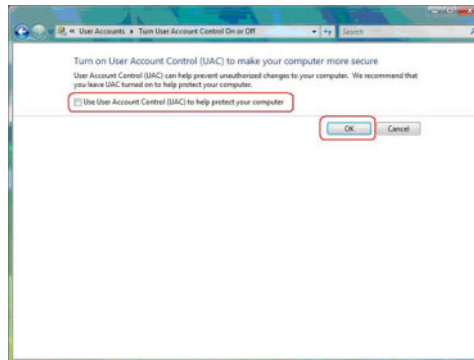 « User Accounts ▸ Turn User Account Control On or Off
Search
Turn on User Account Control (UAC) to make your computer more secure
User Account Control (UAC) can help prevent unauthorized changes to your computer. We recommend that
you leave UAC turned on to help protect your computer.
Use User Account Control (UAC) to help protect your computer
OK
Cancel